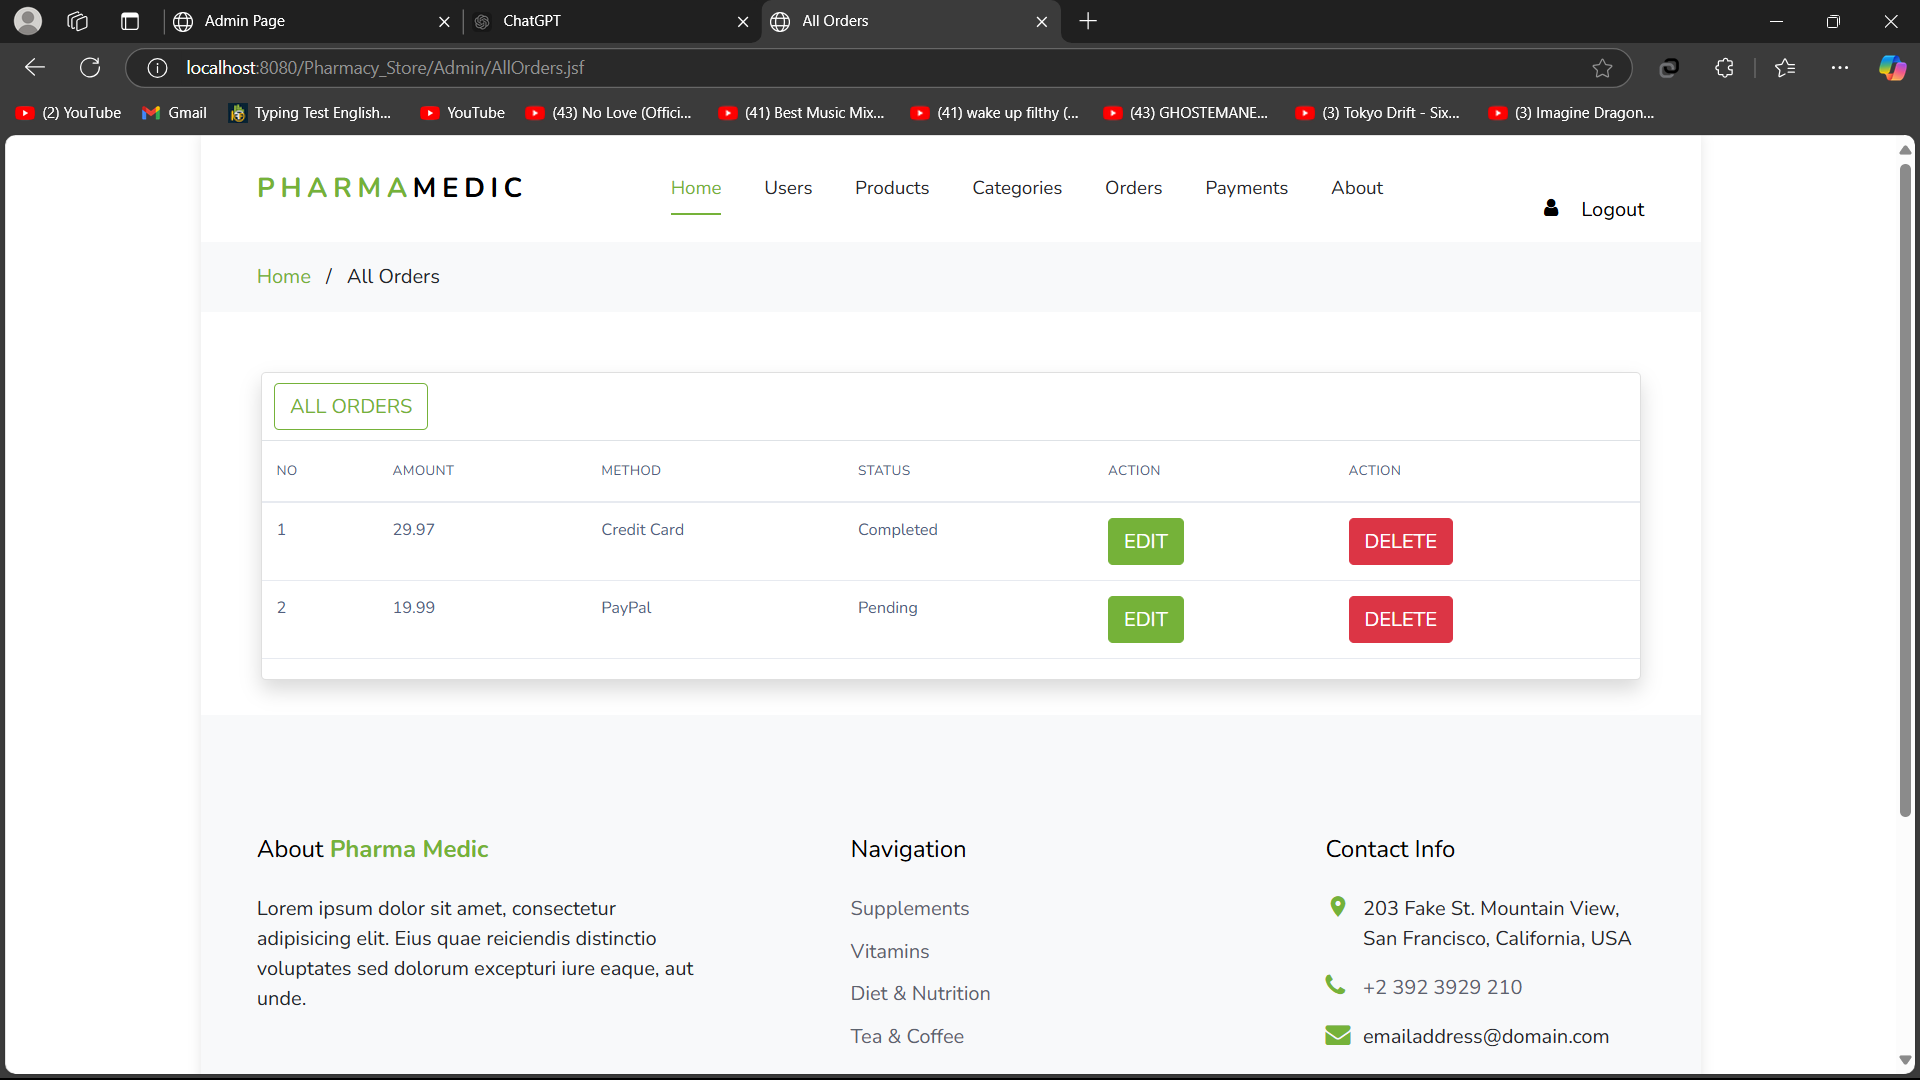 Admin Page
ChatGPT
All Orders
localhost:8080/Pharmacy_Store/Admin/AllOrders.jsf
(2) YouTube
Gmail
Typing Test English...
YouTube
(43) No Love (Offici...
(41) Best Music Mix...
(41) wake up filthy (...
(43) GHOSTEMANE...
(3) Tokyo Drift - Six...
(3) Imagine Dragon...
PHARMAMEDIC
Home
Users
Products
Categories
Orders
Payments
About
Logout
Home / All Orders
ALL ORDERS
NO AMOUNT METHOD STATUS ACTION ACTION
1 29.97 Credit Card Completed EDIT DELETE
2 19.99 PayPal Pending EDIT DELETE
About Pharma Medic
Lorem ipsum dolor sit amet, consectetur
adipisicing elit. Eius quae reiciendis distinctio
voluptates sed dolorum excepturi iure eaque, aut
unde.
Navigation
Supplements
Vitamins
Diet & Nutrition
Tea & Coffee
Contact Info
203 Fake St. Mountain View,
San Francisco, California, USA
+2 392 3929 210
emailaddress@domain.com